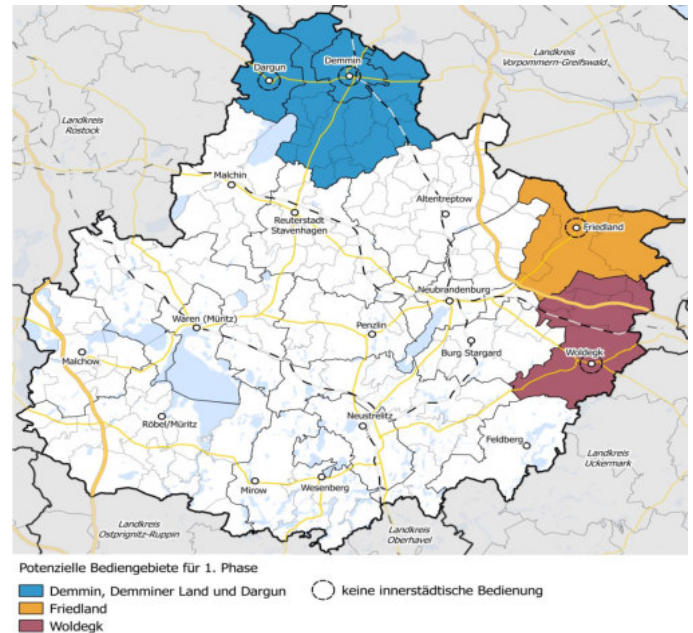 Landkreis
Vorpommern-Greifswald
Demmin
Dargun
Landkreis
Rostock
Malchin
Altentreptow
Reuterstadt
Stavenhagen
Friedland
Neubrandenburg
Waren (Müritz)
Penzlin
Burg Stargard
Malchow
Woldegk
Röbel/Müritz
Neustrelitz
Feldberg
Mirow
Wesenberg
Landkreis
Uckermark
Landkreis
Ostprignitz-Ruppin
Landkreis
Oberhavel
Potenzielle Bediengebiete für 1. Phase
Demmin, Demminer Land und Dargun
keine innerstädtische Bedienung
Friedland
Woldegk